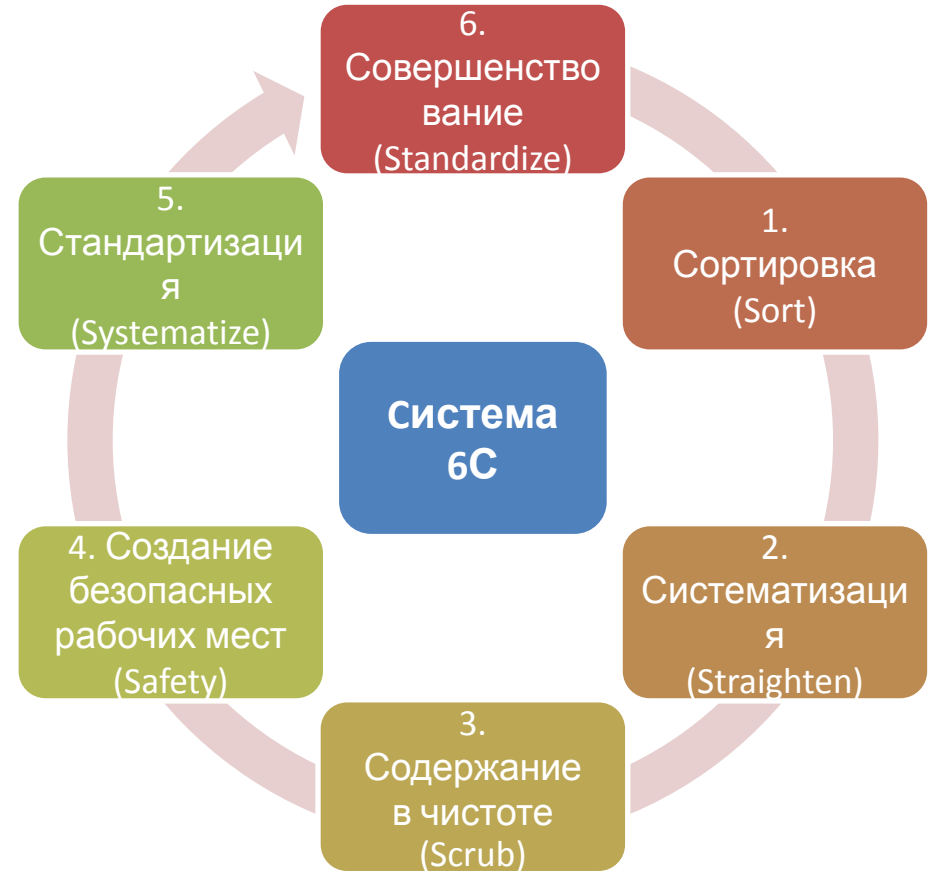 6.
Совершенство
вание
(Standardize)
1.
Сортировка
(Sort)
2.
Систематизаци
я
(Straighten)
3.
Содержание
в чистоте
(Scrub)
4. Создание
безопасных
рабочих мест
(Safety)
5.
Стандартизаци
я
(Systematize)
Система
6С